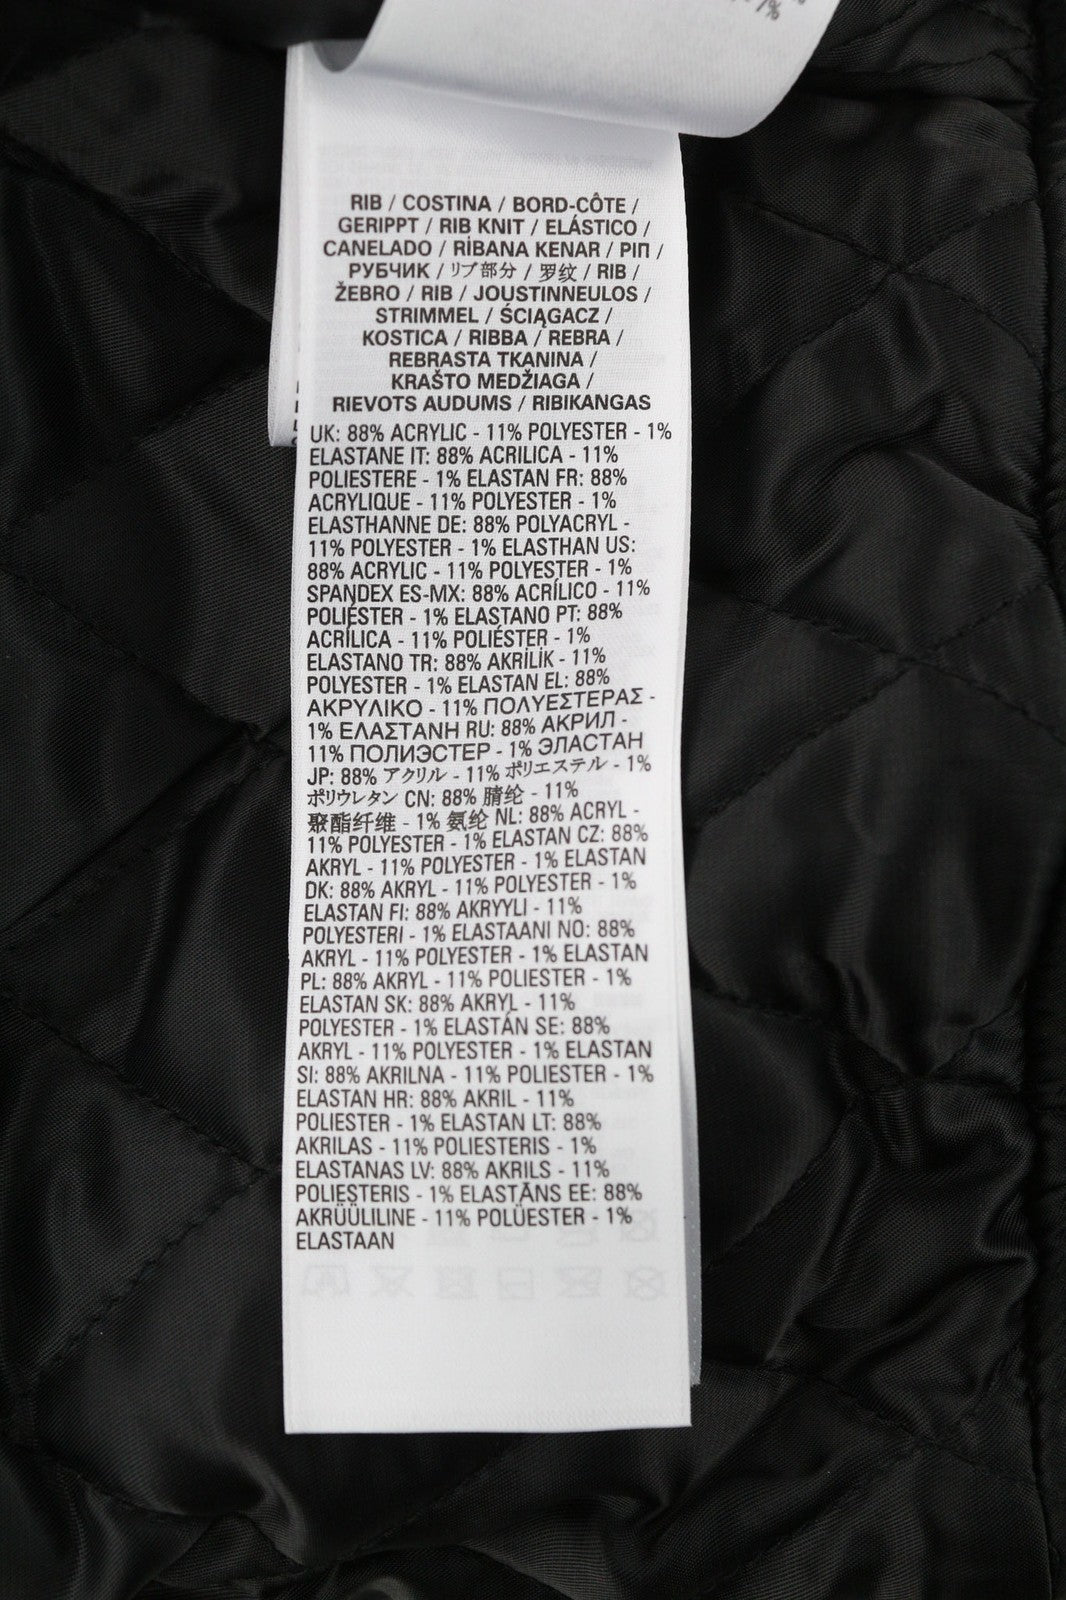 RIB / COSTINA / BORD-CÔTE /
GERIPPT / RIB KNIT / ELÁSTICO /
CANELADO / RİBANA KENAR / ΡΙΠ /
РУБЧИК / リブ部分 / 罗纹 / RIB /
ŽEBRO / RIB / JOUSTINNEULOS /
STRIMMEL / ŚCIĄGACZ /
KOSTICA / RIBBA / REBRA /
REBRASTA TKANINA /
KRAŠTO MEDŽIAGA /
RIEVOTS AUDUMS / RIBIKANGAS
UK: 88% ACRYLIC - 11% POLYESTER - 1%
ELASTANE IT: 88% ACRILICA - 11%
POLIESTERE - 1% ELASTAN FR: 88%
ACRYLIQUE - 11% POLYESTER - 1%
ELASTHANNE DE: 88% POLYACRYL -
11% POLYESTER - 1% ELASTHAN US:
88% ACRYLIC - 11% POLYESTER - 1%
SPANDEX ES-MX: 88% ACRÍLICO - 11%
POLIÉSTER - 1% ELASTANO PT: 88%
ACRÍLICA - 11% POLIÉSTER - 1%
ELASTANO TR: 88% AKRİLİK - 11%
POLYESTER - 1% ELASTAN EL: 88%
ΑΚΡΥΛΙΚΟ - 11% ΠΟΛΥΕΣΤΕΡΑΣ -
1% ΕΛΑΣΤΑΝΗ RU: 88% АКРИЛ -
11% ПОЛИЭСТЕР - 1% ЭЛАСТАН
JP: 88% アクリル - 11% ポリエステル - 1%
ポリウレタン CN: 88% 腈纶 - 11%
聚酯纤维 - 1% 氨纶 NL: 88% ACRYL -
11% POLYESTER - 1% ELASTAN CZ: 88%
AKRYL - 11% POLYESTER - 1% ELASTAN
DK: 88% AKRYL - 11% POLYESTER - 1%
ELASTAN FI: 88% AKRYYLI - 11%
POLYESTERI - 1% ELASTAANI NO: 88%
AKRYL - 11% POLYESTER - 1% ELASTAN
PL: 88% AKRYL - 11% POLIESTER - 1%
ELASTAN SK: 88% AKRYL - 11%
POLYESTER - 1% ELASTÁN SE: 88%
AKRYL - 11% POLYESTER - 1% ELASTAN
SI: 88% AKRILNA - 11% POLIESTER - 1%
ELASTAN HR: 88% AKRIL - 11%
POLIESTER - 1% ELASTAN LT: 88%
AKRILAS - 11% POLIESTERIS - 1%
ELASTANAS LV: 88% AKRILS - 11%
POLIESTERIS - 1% ELASTĀNS EE: 88%
AKRÜÜLILINE - 11% POLÜESTER - 1%
ELASTAAN